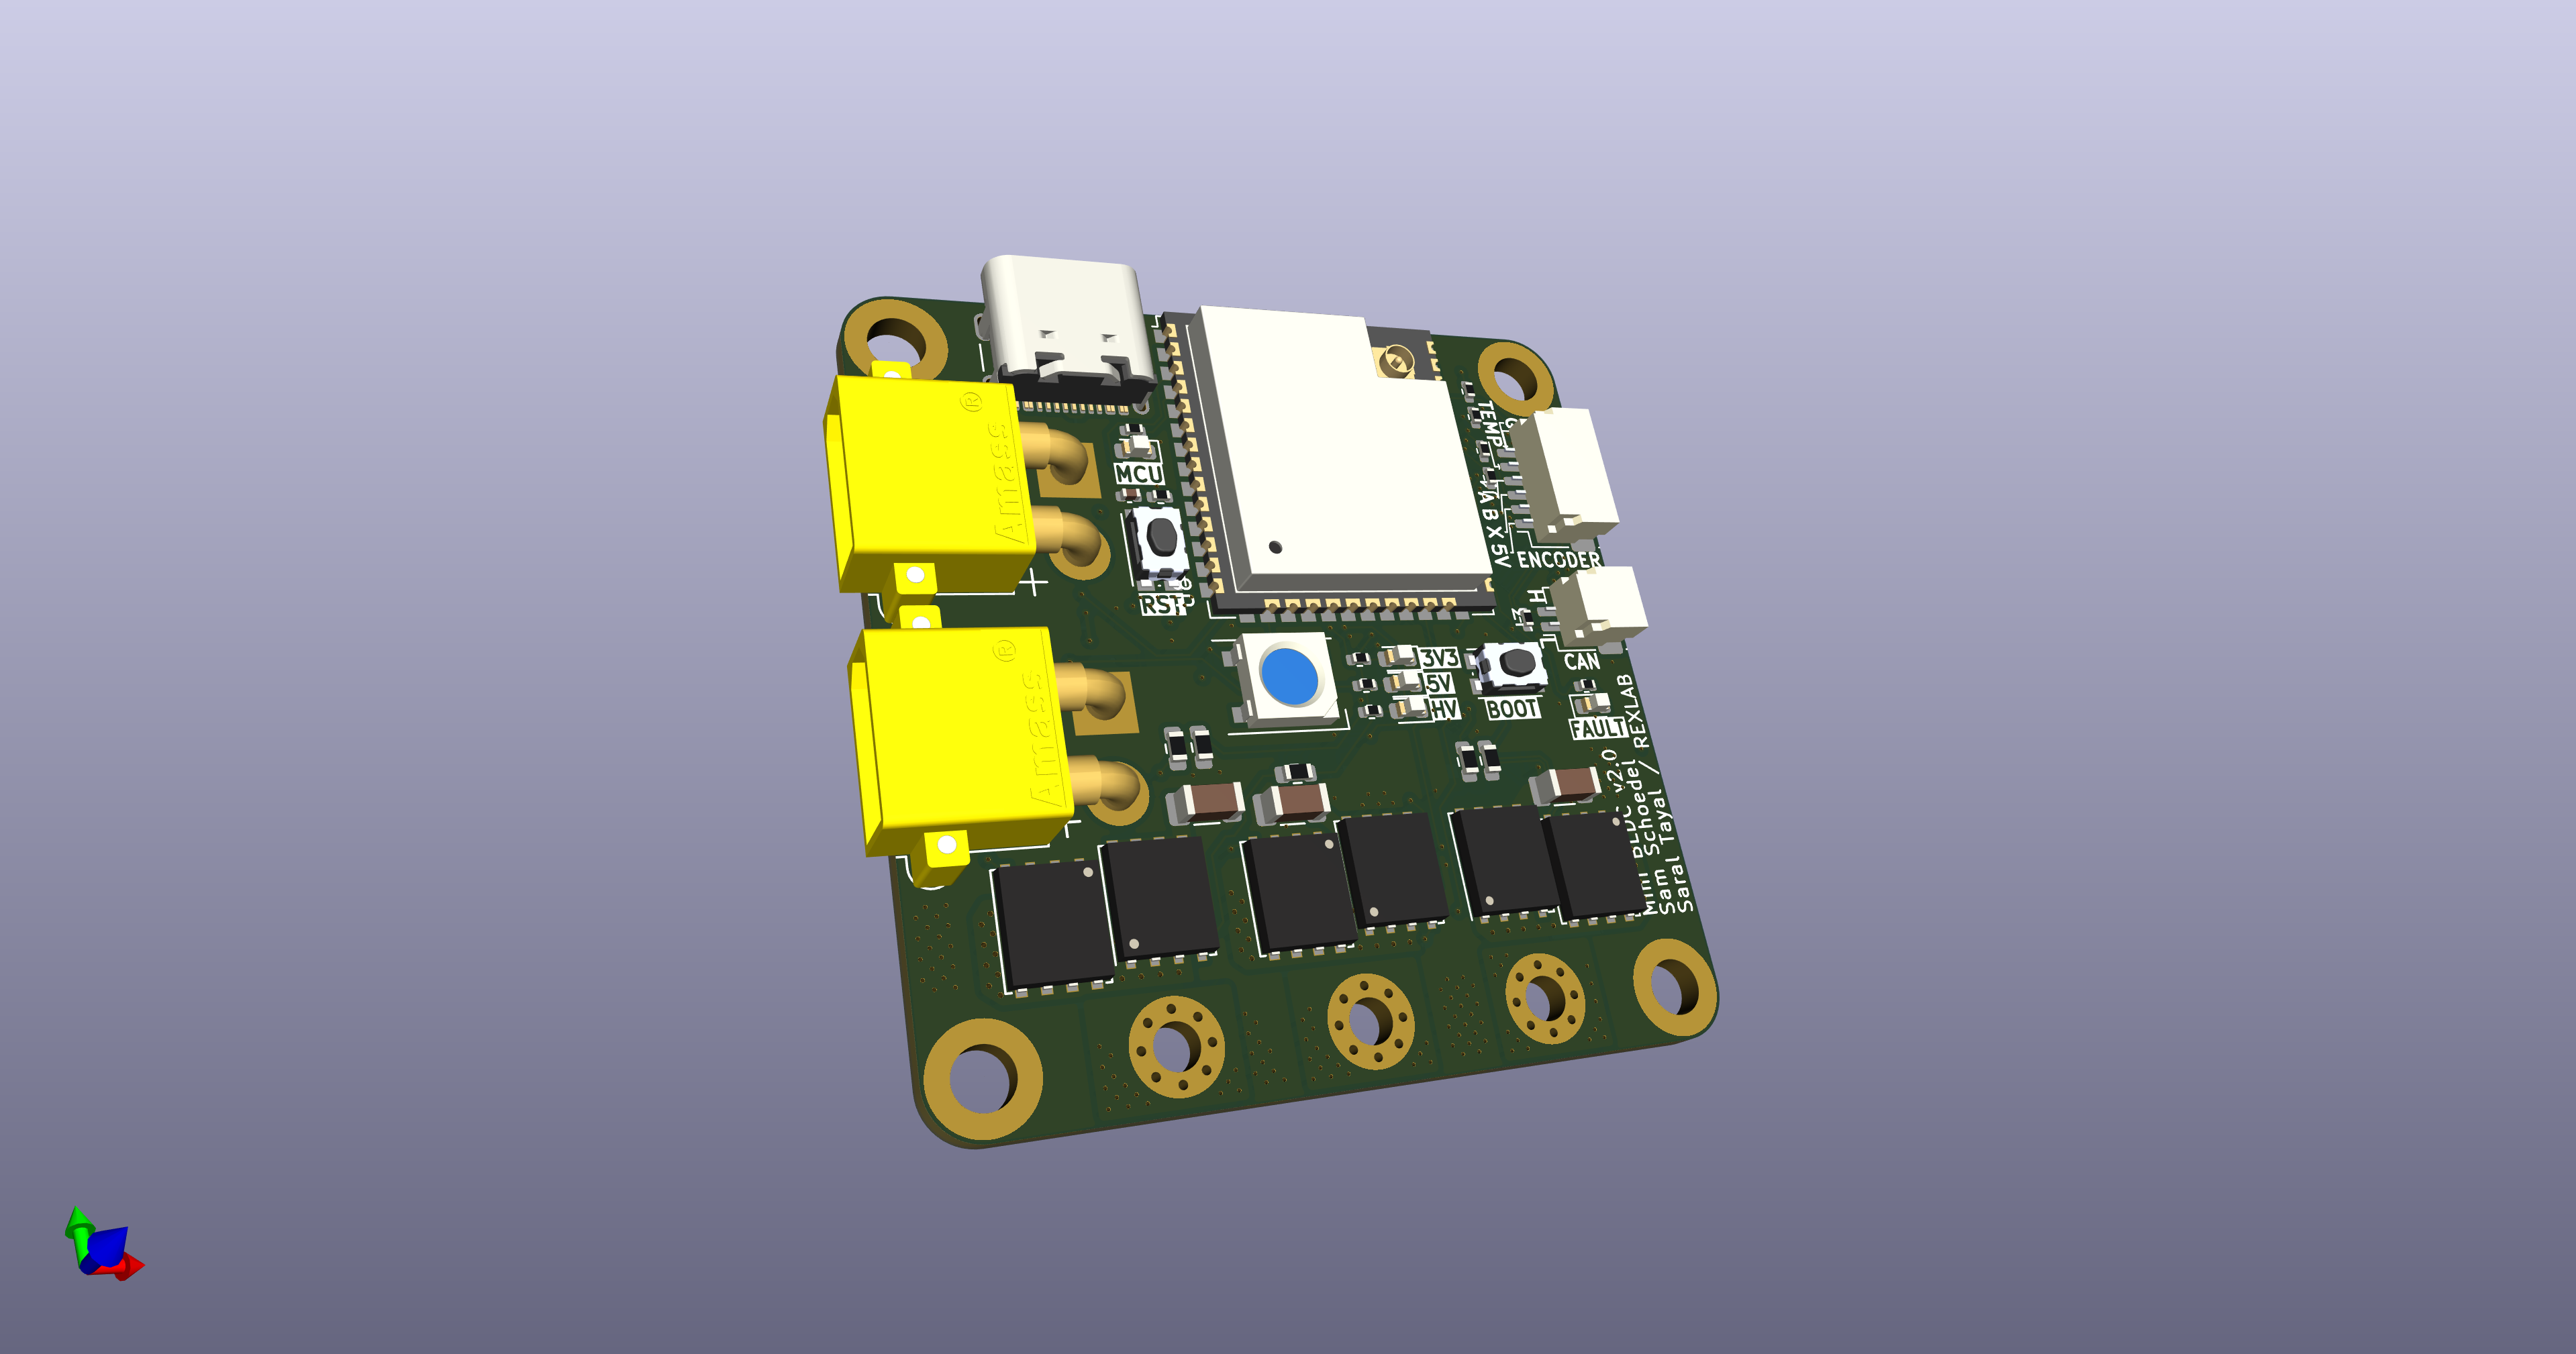 Amass ®
MCU
RST
+
Amass ®
TEMP
A B X 5V
ENCODER
H
CAN
3V3
5V
HV
BOOT
FAULT
v2.0
Sam Schoedel / REXLAB
Saral Tayal